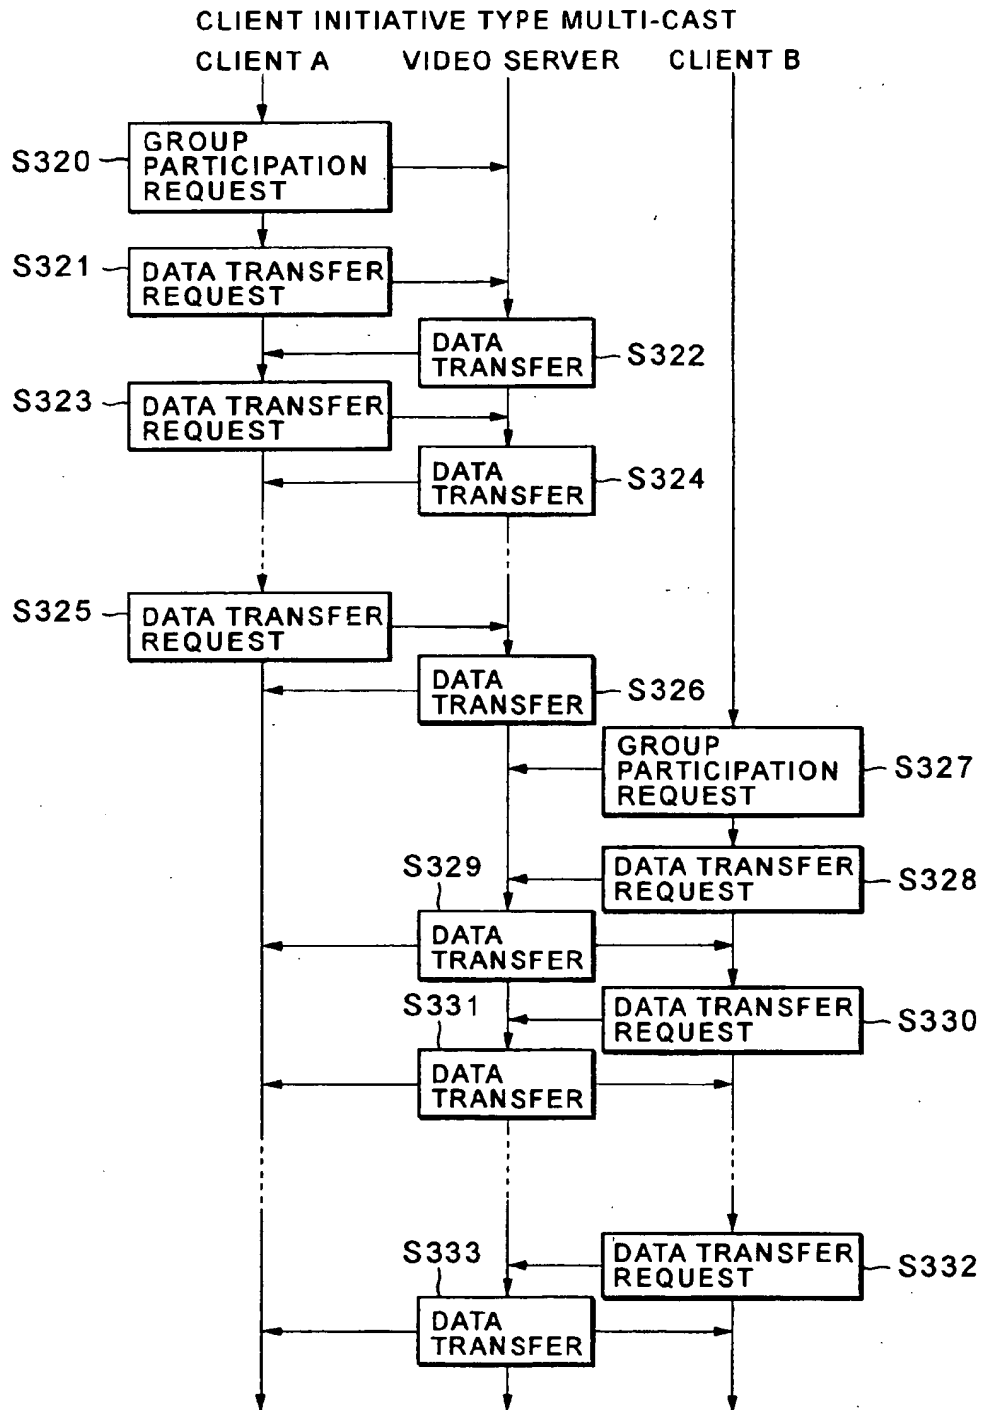 CLIENT INITIATIVE TYPE MULTI-CAST
CLIENT A VIDEO SERVER CLIENT B
S320
GROUP
PARTICIPATION
REQUEST
S321
DATA TRANSFER
REQUEST
DATA
TRANSFER
S322
S323
DATA TRANSFER
REQUEST
DATA
TRANSFER
S324
S325
DATA TRANSFER
REQUEST
DATA
TRANSFER
S326
GROUP
PARTICIPATION
REQUEST
S327
DATA TRANSFER
REQUEST
S328
S329
DATA
TRANSFER
DATA TRANSFER
REQUEST
S330
S331
DATA
TRANSFER
DATA TRANSFER
REQUEST
S332
S333
DATA
TRANSFER